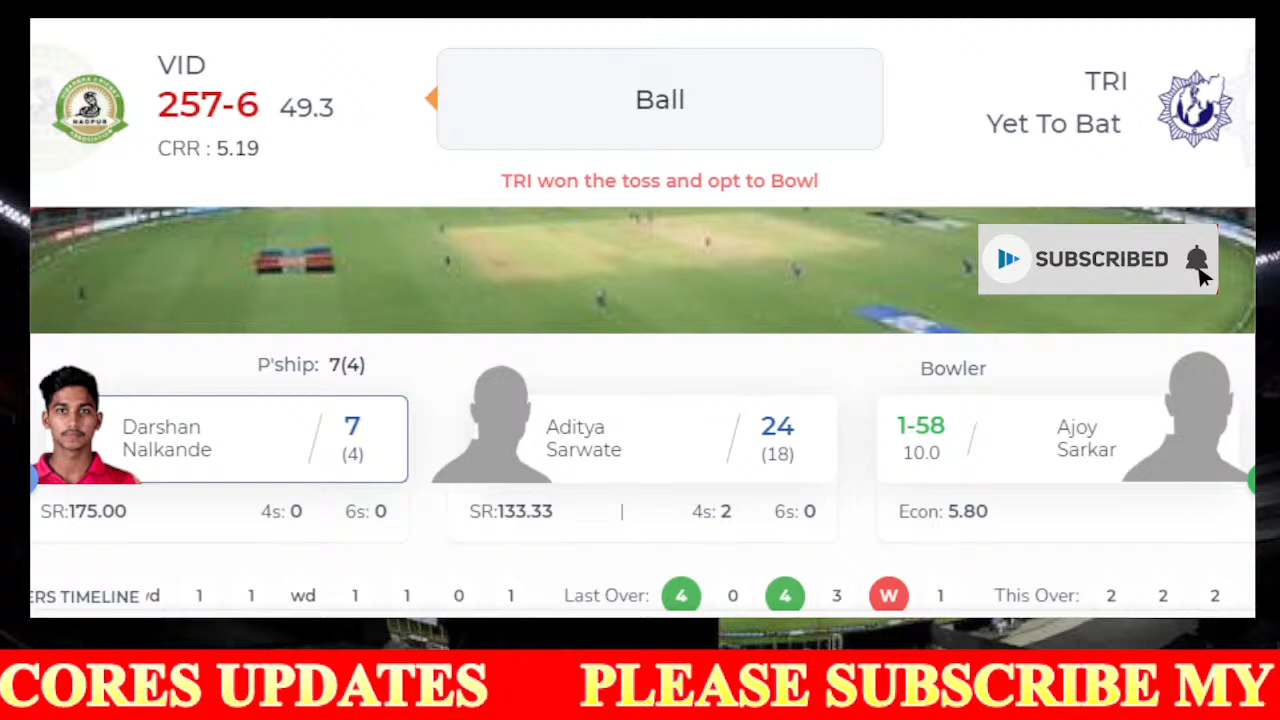 VID
257-6 49.3
CRR : 5.19
Ball
TRI won the toss and opt to Bowl
TRI
Yet To Bat
NAGPUR
SUBSCRIBED
P'ship: 7(4)
Darshan
Nalkande
7
(4)
SR:175.00 4s: 0 6s: 0
Aditya
Sarwate
24
(18)
SR:133.33 | 4s: 2 6s: 0
Bowler
1-58
10.0
Ajoy
Sarkar
Econ: 5.80
ERS TIMELINE rd 1 1 wd 1 1 0 1 Last Over: 4 0 4 3 W 1 This Over: 2 2 2
CORES UPDATES PLEASE SUBSCRIBE MY